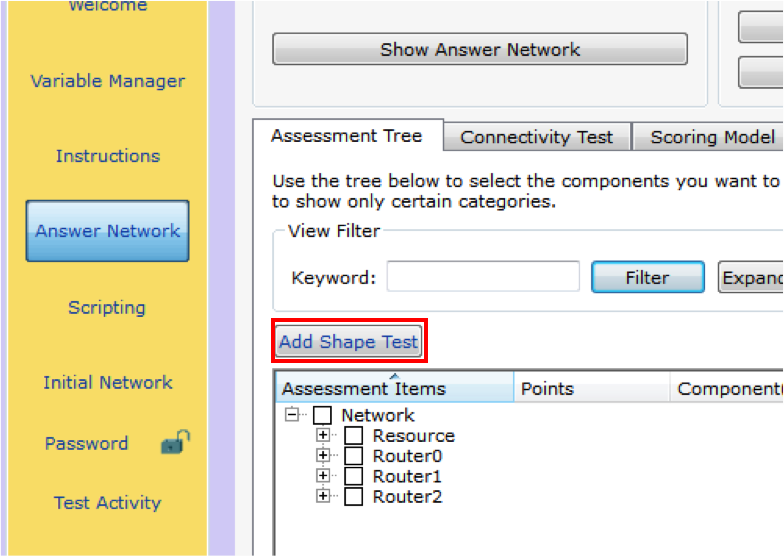 Welcome
Variable Manager
Instructions
Answer Network
Scripting
Initial Network
Password
Test Activity
Show Answer Network
Assessment Tree
Connectivity Test
Scoring Model
Use the tree below to select the components you want to
to show only certain categories.
View Filter
Keyword:
Filter
Expand
Add Shape Test
Assessment Items
Points
Component(
Network
Resource
Router0
Router1
Router2